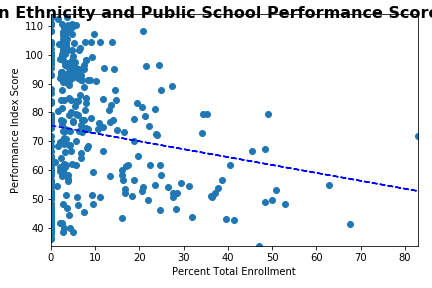 n Ethnicity and Public School Performance Score
110
100
90
80
70
60
50
40
0 10 20 30 40 50 60 70 80
Performance Index Score
Percent Total Enrollment